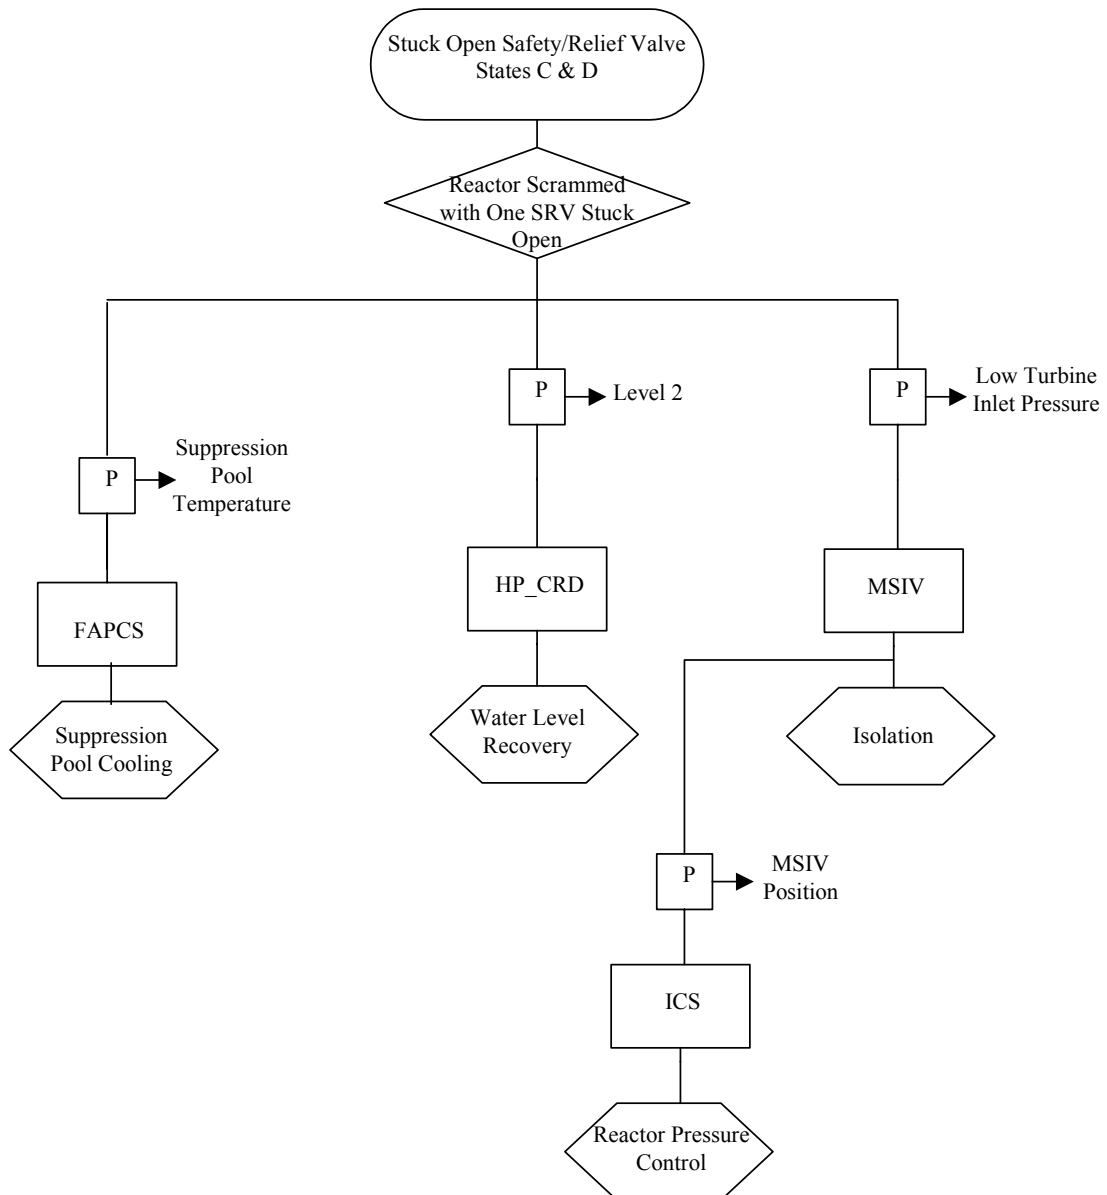 Stuck Open Safety/Relief Valve
States C & D
Reactor Scrammed
with One SRV Stuck
Open
P
Level 2
P
Low Turbine
Inlet Pressure
P
Suppression
Pool
Temperature
HP_CRD
MSIV
FAPCS
Water Level
Recovery
Isolation
Suppression
Pool Cooling
P
MSIV
Position
ICS
Reactor Pressure
Control